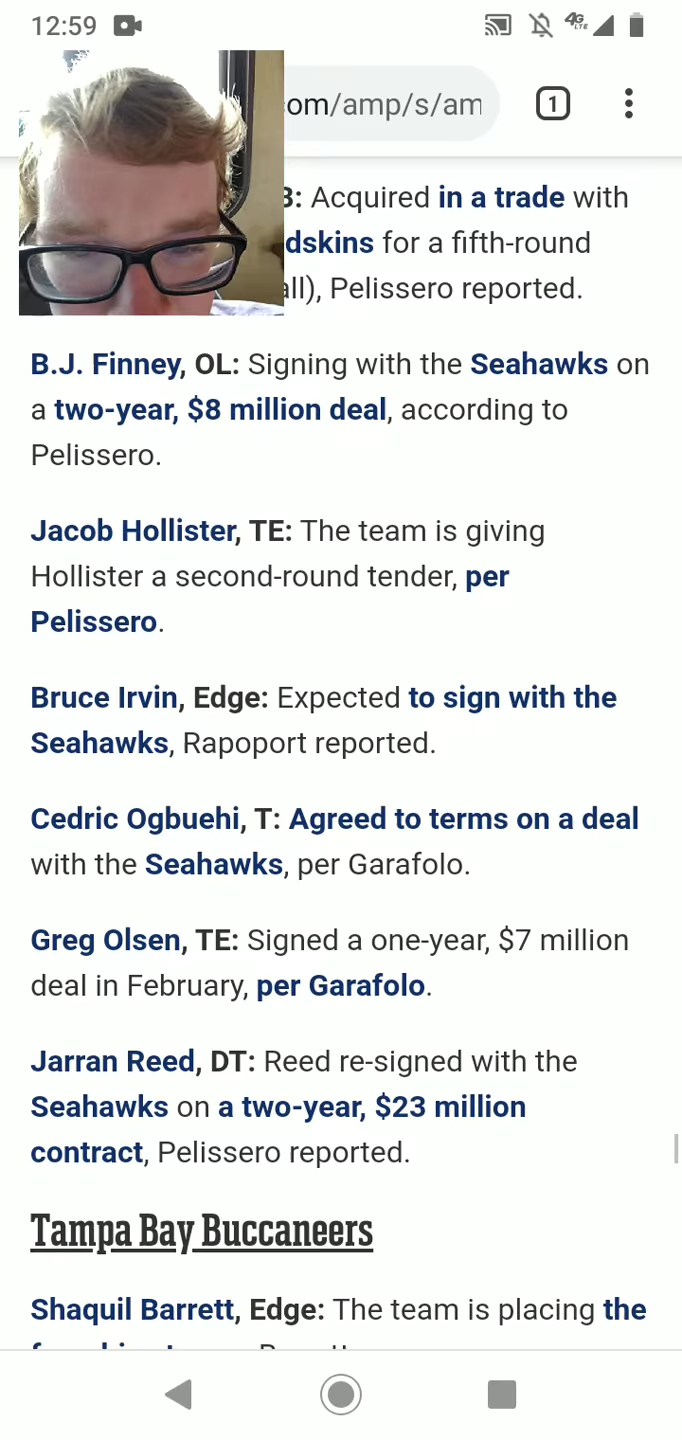 12:59
4G
LTE
om/amp/s/am
1
B: Acquired in a trade with
dskins for a fifth-round
all), Pelissero reported.
B.J. Finney, OL: Signing with the Seahawks on
a two-year, $8 million deal, according to
Pelissero.
Jacob Hollister, TE: The team is giving
Hollister a second-round tender, per
Pelissero.
Bruce Irvin, Edge: Expected to sign with the
Seahawks, Rapoport reported.
Cedric Ogbuehi, T: Agreed to terms on a deal
with the Seahawks, per Garafolo.
Greg Olsen, TE: Signed a one-year, $7 million
deal in February, per Garafolo.
Jarran Reed, DT: Reed re-signed with the
Seahawks on a two-year, $23 million
contract, Pelissero reported.
Tampa Bay Buccaneers
Shaquil Barrett, Edge: The team is placing the